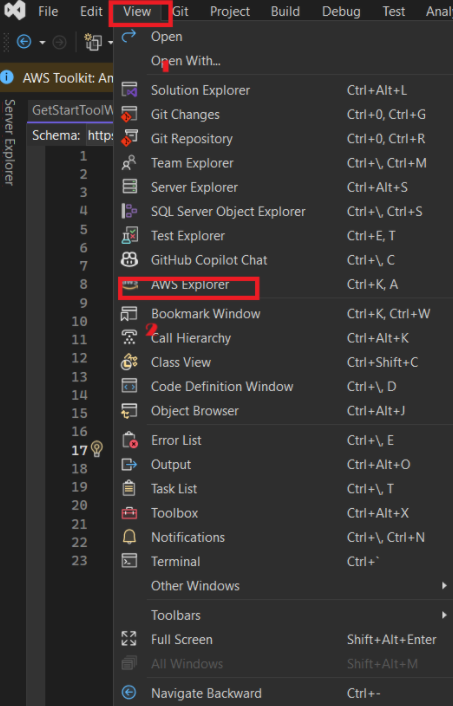 File Edit View Git Project Build Debug Test Anal
Open
AWS Toolkit: Am
Open With...
1
Server Explorer
GetStartToolW
Schema: https
Solution Explorer Ctrl+Alt+L
Git Changes Ctrl+0, Ctrl+G
Git Repository Ctrl+0, Ctrl+R
Team Explorer Ctrl+\, Ctrl+M
Server Explorer Ctrl+Alt+S
SQL Server Object Explorer Ctrl+\, Ctrl+S
Test Explorer Ctrl+E, T
GitHub Copilot Chat Ctrl+\, C
AWS Explorer Ctrl+K, A
2
Bookmark Window Ctrl+K, Ctrl+W
Call Hierarchy Ctrl+Alt+K
Class View Ctrl+Shift+C
Code Definition Window Ctrl+\, D
Object Browser Ctrl+Alt+J
Error List Ctrl+\, E
Output Ctrl+Alt+O
Task List Ctrl+\, T
Toolbox Ctrl+Alt+X
Notifications Ctrl+\, Ctrl+N
Terminal Ctrl+`
Other Windows
Toolbars
Full Screen Shift+Alt+Enter
All Windows Shift+Alt+M
Navigate Backward Ctrl+-
1
2
3
4
5
6
7
8
9
10
11
12
13
14
15
16
17
18
19
20
21
22
23